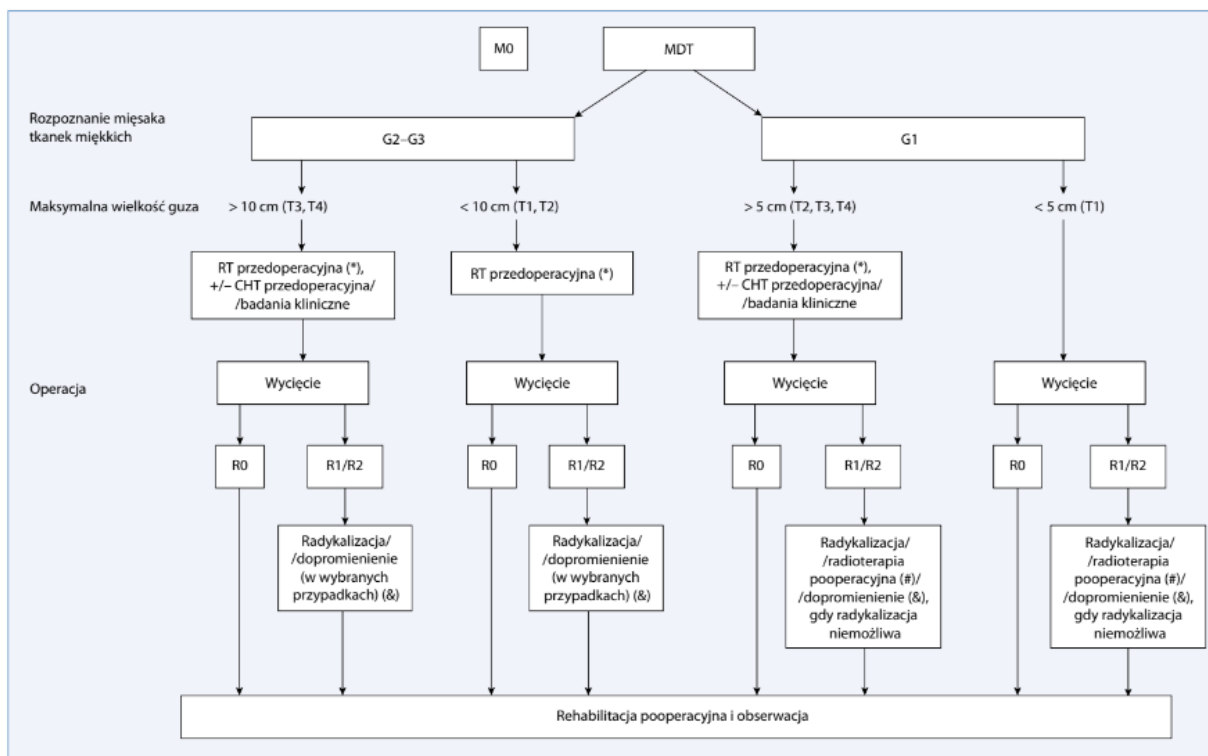 M0
MDT
Rozpoznanie mięsaka
tkanek miękkich
G2–G3
G1
Maksymalna wielkość guza
> 10 cm (T3, T4)
< 10 cm (T1, T2)
> 5 cm (T2, T3, T4)
< 5 cm (T1)
RT przedoperacyjna (*),
+/– CHT przedoperacyjna/
/badania kliniczne
RT przedoperacyjna (*)
RT przedoperacyjna (*),
+/– CHT przedoperacyjna/
/badania kliniczne
Operacja
Wycięcie
Wycięcie
Wycięcie
Wycięcie
R0
R1/R2
R0
R1/R2
R0
R1/R2
R0
R1/R2
Radykalizacja/
/dopromienienie
(w wybranych
przypadkach) (&)
Radykalizacja/
/dopromienienie
(w wybranych
przypadkach) (&)
Radykalizacja/
/radioterapia
pooperacyjna (#)/
/dopromienienie (&),
gdy radykalizacja
niemożliwa
Radykalizacja/
/radioterapia
pooperacyjna (#)/
/dopromienienie (&),
gdy radykalizacja
niemożliwa
Rehabilitacja pooperacyjna i obserwacja